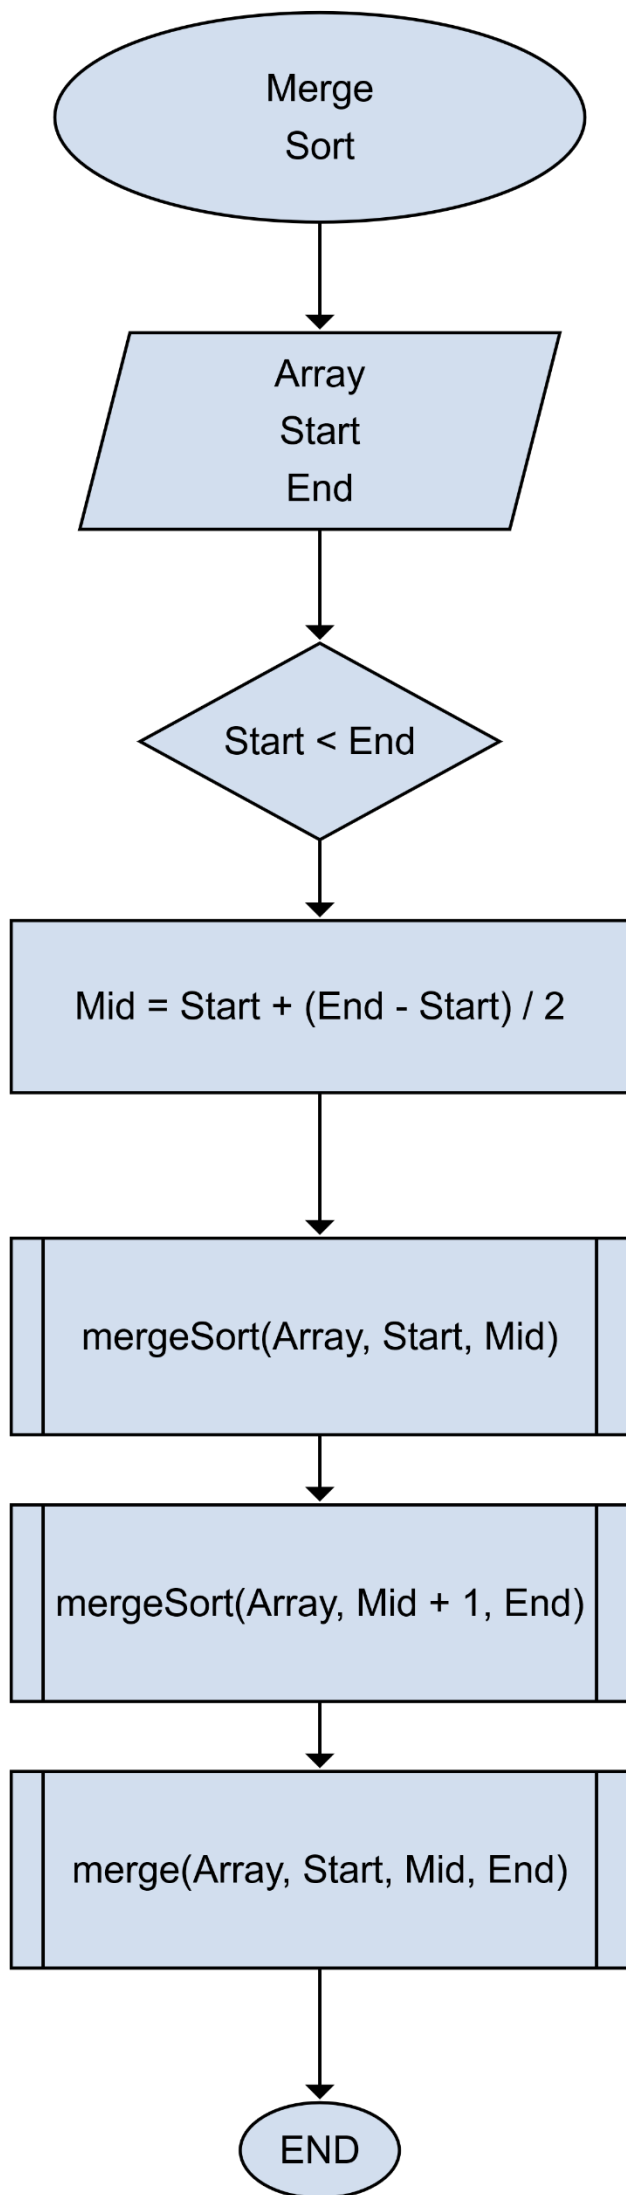 Merge
Sort
Array
Start
End
Start < End
Mid = Start + (End - Start) / 2
mergeSort(Array, Start, Mid)
mergeSort(Array, Mid + 1, End)
merge(Array, Start, Mid, End)
END